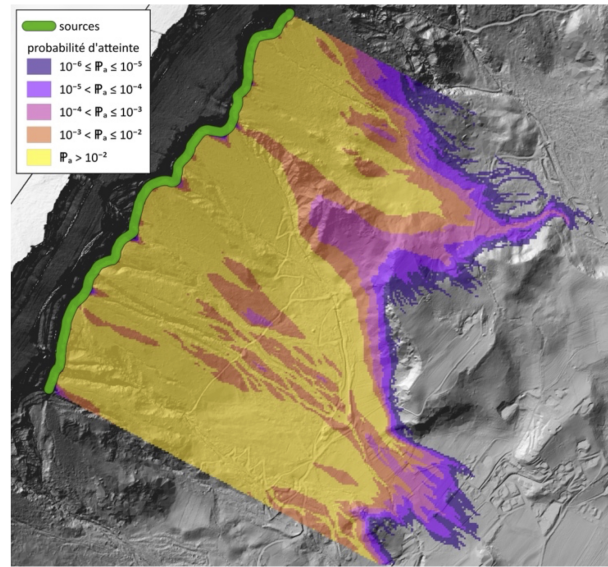 sources
probabilité d'atteinte
10⁻⁶ ≤ ℙₐ ≤ 10⁻⁵
10⁻⁵ < ℙₐ ≤ 10⁻⁴
10⁻⁴ < ℙₐ ≤ 10⁻³
10⁻³ < ℙₐ ≤ 10⁻²
ℙₐ > 10⁻²